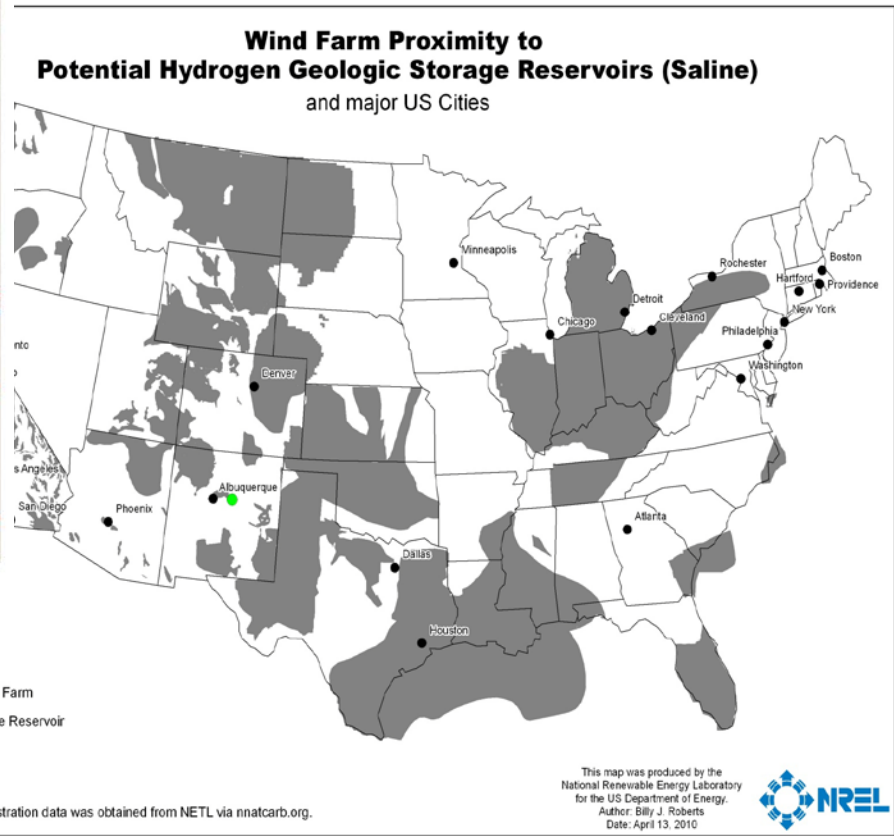 Wind Farm Proximity to
Potential Hydrogen Geologic Storage Reservoirs (Saline)
and major US Cities
Minneapolis
Rochester
Boston
Hartford
Providence
Detroit
New York
Chicago
Cleveland
Philadelphia
Washington
nto
Denver
s Angeles
Albuquerque
San Diego
Phoenix
Atlanta
Dallas
Houston
Farm
e Reservoir
This map was produced by the
National Renewable Energy Laboratory
for the US Department of Energy.
Author: Billy J. Roberts
Date: April 13, 2010
NREL
stration data was obtained from NETL via nnatcarb.org.